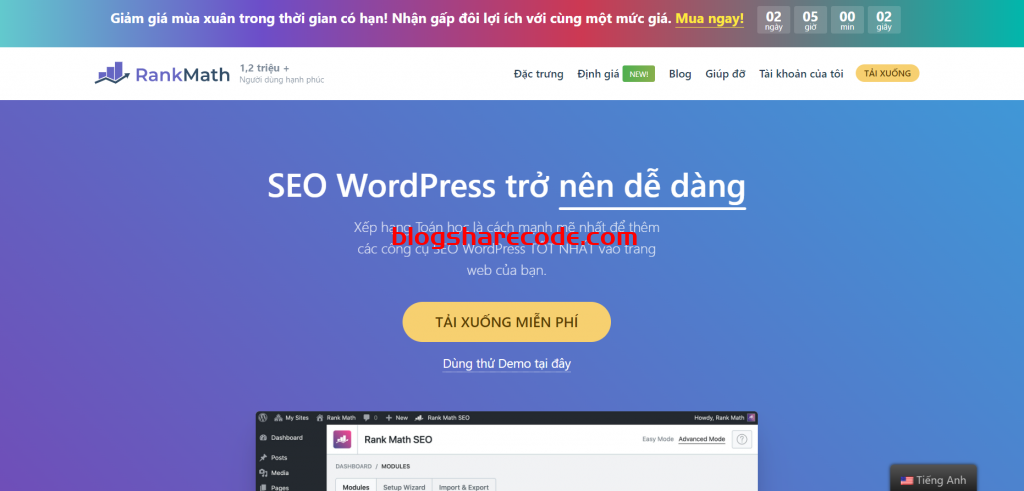 Giảm giá mùa xuân trong thời gian có hạn! Nhận gấp đôi lợi ích với cùng một mức giá. Mua ngay! 02 05 00 02
ngày giờ min giây
RankMath 1,2 triệu +
Người dùng hạnh phúc
Đặc trưng Định giá NEW! Blog Giúp đỡ Tài khoản của tôi TẢI XUỐNG
SEO WordPress trở nên dễ dàng
Xếp hạng Toán học là cách mạnh mẽ nhất để thêm
blogsharecode.com
các công cụ SEO WordPress TỐT NHẤT vào trang
web của bạn.
TẢI XUỐNG MIỄN PHÍ
Dùng thử Demo tại đây
My Sites Rank Math 0 New Rank Math SEO Howdy, Rank Math
Dashboard Rank Math SEO Easy Mode Advanced Mode
Posts
Media DASHBOARD / MODULES
Pages Modules Setup Wizard Import & Export
Tiếng Anh